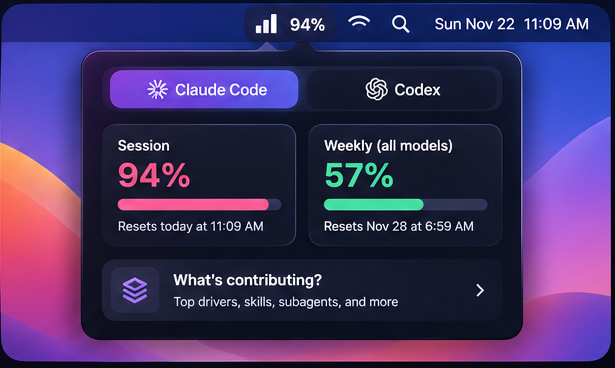 94% Sun Nov 22 11:09 AM
Claude Code Codex
Session
94%
Resets today at 11:09 AM
Weekly (all models)
57%
Resets Nov 28 at 6:59 AM
What's contributing?
Top drivers, skills, subagents, and more